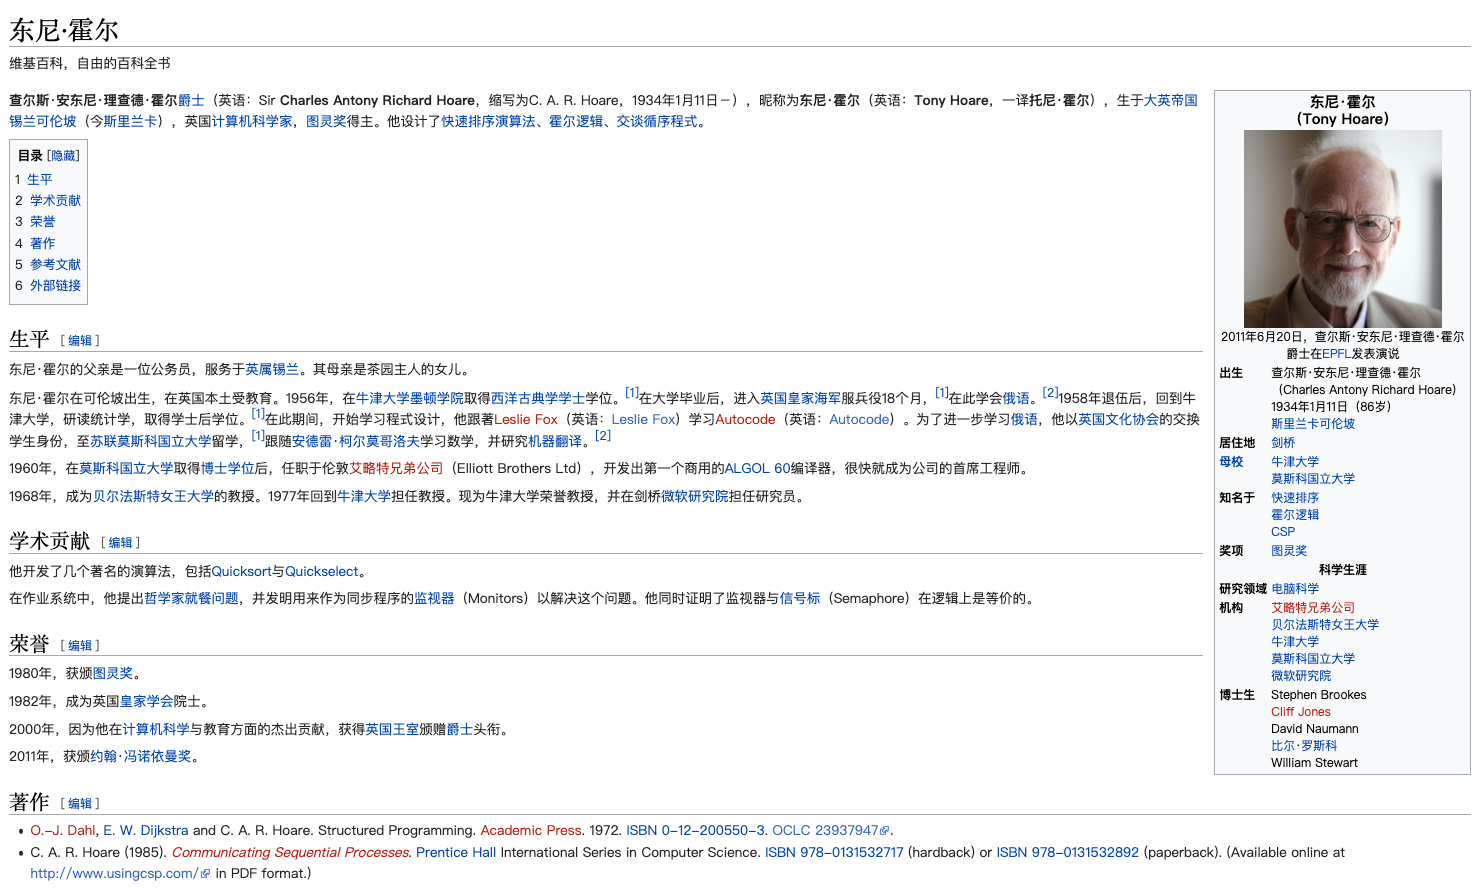 东尼·霍尔
维基百科，自由的百科全书
查尔斯·安东尼·理查德·霍尔爵士（英语：Sir Charles Antony Richard Hoare，缩写为C. A. R. Hoare，1934年1月11日－），昵称为东尼·霍尔（英语：Tony Hoare，一译托尼·霍尔），生于大英帝国
锡兰可伦坡（今斯里兰卡），英国计算机科学家，图灵奖得主。他设计了快速排序演算法、霍尔逻辑、交谈循序程式。
目录 [隐藏]
1 生平
2 学术贡献
3 荣誉
4 著作
5 参考文献
6 外部链接
生平 [ 编辑 ]
东尼·霍尔的父亲是一位公务员，服务于英属锡兰。其母亲是茶园主人的女儿。
东尼·霍尔在可伦坡出生，在英国本土受教育。1956年，在牛津大学墨顿学院取得西洋古典学学士学位。[1]在大学毕业后，进入英国皇家海军服兵役18个月，[1]在此学会俄语。[2]1958年退伍后，回到牛
津大学，研读统计学，取得学士后学位。[1]在此期间，开始学习程式设计，他跟著Leslie Fox（英语：Leslie Fox）学习Autocode（英语：Autocode）。为了进一步学习俄语，他以英国文化协会的交换
学生身份，至苏联莫斯科国立大学留学，[1]跟随安德雷·柯尔莫哥洛夫学习数学，并研究机器翻译。[2]
1960年，在莫斯科国立大学取得博士学位后，任职于伦敦艾略特兄弟公司（Elliott Brothers Ltd），开发出第一个商用的ALGOL 60编译器，很快就成为公司的首席工程师。
1968年，成为贝尔法斯特女王大学的教授。1977年回到牛津大学担任教授。现为牛津大学荣誉教授，并在剑桥微软研究院担任研究员。
学术贡献 [ 编辑 ]
他开发了几个著名的演算法，包括Quicksort与Quickselect。
在作业系统中，他提出哲学家就餐问题，并发明用来作为同步程序的监视器（Monitors）以解决这个问题。他同时证明了监视器与信号标（Semaphore）在逻辑上是等价的。
荣誉 [ 编辑 ]
1980年，获颁图灵奖。
1982年，成为英国皇家学会院士。
2000年，因为他在计算机科学与教育方面的杰出贡献，获得英国王室颁赠爵士头衔。
2011年，获颁约翰·冯诺依曼奖。
著作 [ 编辑 ]
• O.-J. Dahl, E. W. Dijkstra and C. A. R. Hoare. Structured Programming. Academic Press. 1972. ISBN 0-12-200550-3. OCLC 23937947.
• C. A. R. Hoare (1985). Communicating Sequential Processes. Prentice Hall International Series in Computer Science. ISBN 978-0131532717 (hardback) or ISBN 978-0131532892 (paperback). (Available online at
http://www.usingcsp.com/ in PDF format.)
东尼·霍尔
（Tony Hoare）
2011年6月20日，查尔斯·安东尼·理查德·霍尔
爵士在EPFL发表演说
出生 查尔斯·安东尼·理查德·霍尔
（Charles Antony Richard Hoare）
1934年1月11日（86岁）
斯里兰卡可伦坡
居住地 剑桥
母校 牛津大学
莫斯科国立大学
知名于 快速排序
霍尔逻辑
CSP
奖项 图灵奖
科学生涯
研究领域 电脑科学
机构 艾略特兄弟公司
贝尔法斯特女王大学
牛津大学
莫斯科国立大学
微软研究院
博士生 Stephen Brookes
Cliff Jones
David Naumann
比尔·罗斯科
William Stewart